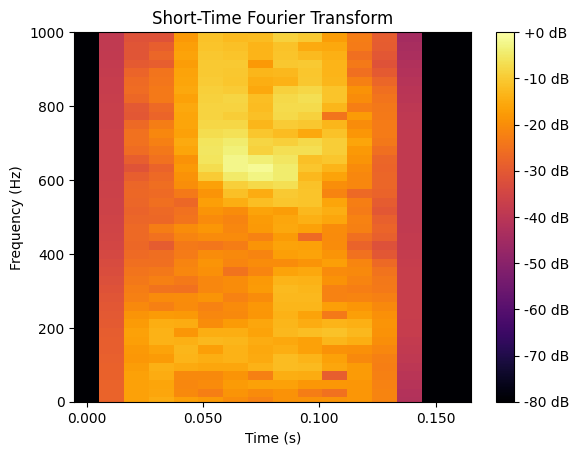 Short-Time Fourier Transform
1000
800
600
400
200
0
Frequency (Hz)
0.000
0.050
0.100
0.150
Time (s)
+0 dB
-10 dB
-20 dB
-30 dB
-40 dB
-50 dB
-60 dB
-70 dB
-80 dB